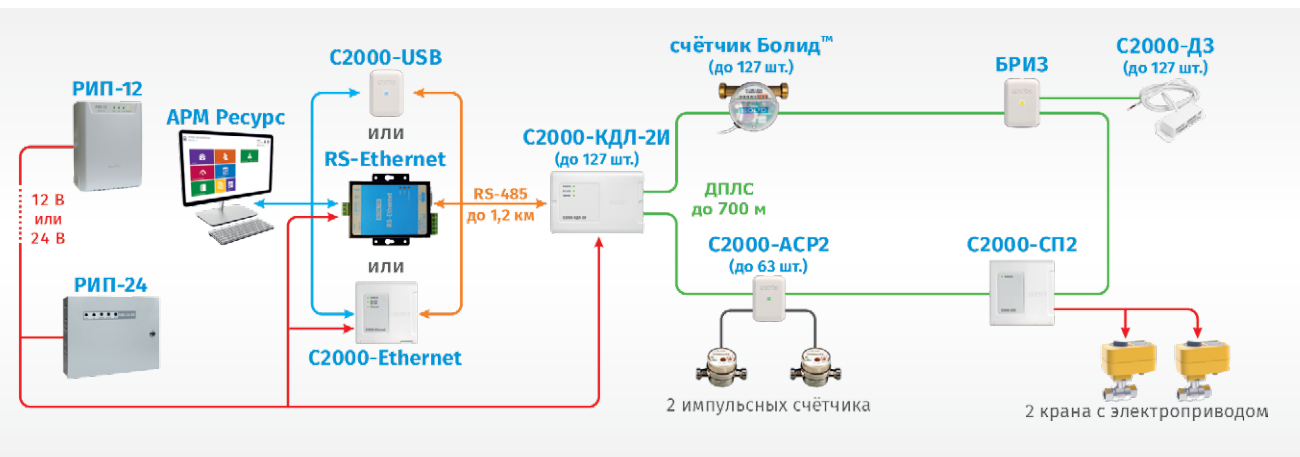 РИП-12
12 В
или
24 В
РИП-24
АРМ Ресурс
С2000-USB
или
RS-Ethernet
RS-Ethernet
или
С2000-Ethernet
RS-485
до 1,2 км
С2000-КДЛ-2И
(до 127 шт.)
счётчик Болид™
(до 127 шт.)
ДПЛС
до 700 м
С2000-АСР2
(до 63 шт.)
2 импульсных счётчика
БРИЗ
С2000-ДЗ
(до 127 шт.)
С2000-СП2
2 крана с электроприводом